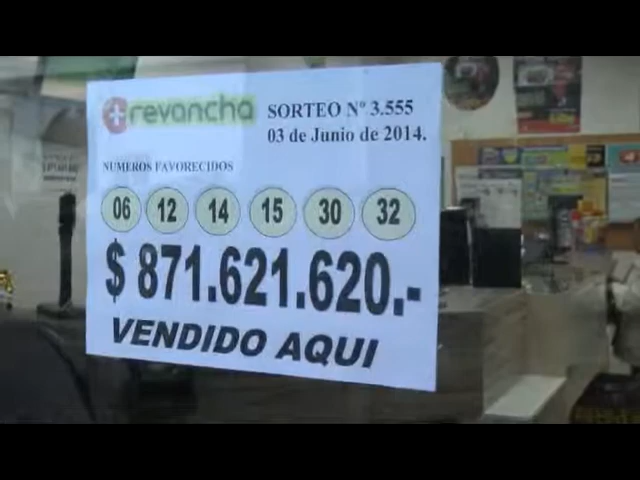 +revancha
SORTEO Nº 3.555
03 de Junio de 2014.
NUMEROS FAVORECIDOS
06 12 14 15 30 32
$ 871.621.620.-
VENDIDO AQUI